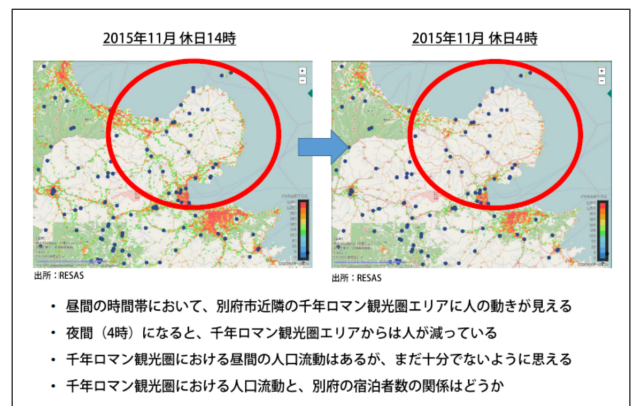 2015年11月 休日14時
2015年11月 休日4時
出所：RESAS
出所：RESAS
・ 昼間の時間帯において、別府市近隣の千年ロマン観光圏エリアに人の動きが見える
・ 夜間（4時）になると、千年ロマン観光圏エリアからは人が減っている
・ 千年ロマン観光圏における昼間の人口流動はあるが、まだ十分でないように思える
・ 千年ロマン観光圏における人口流動と、別府の宿泊者数の関係はどうか